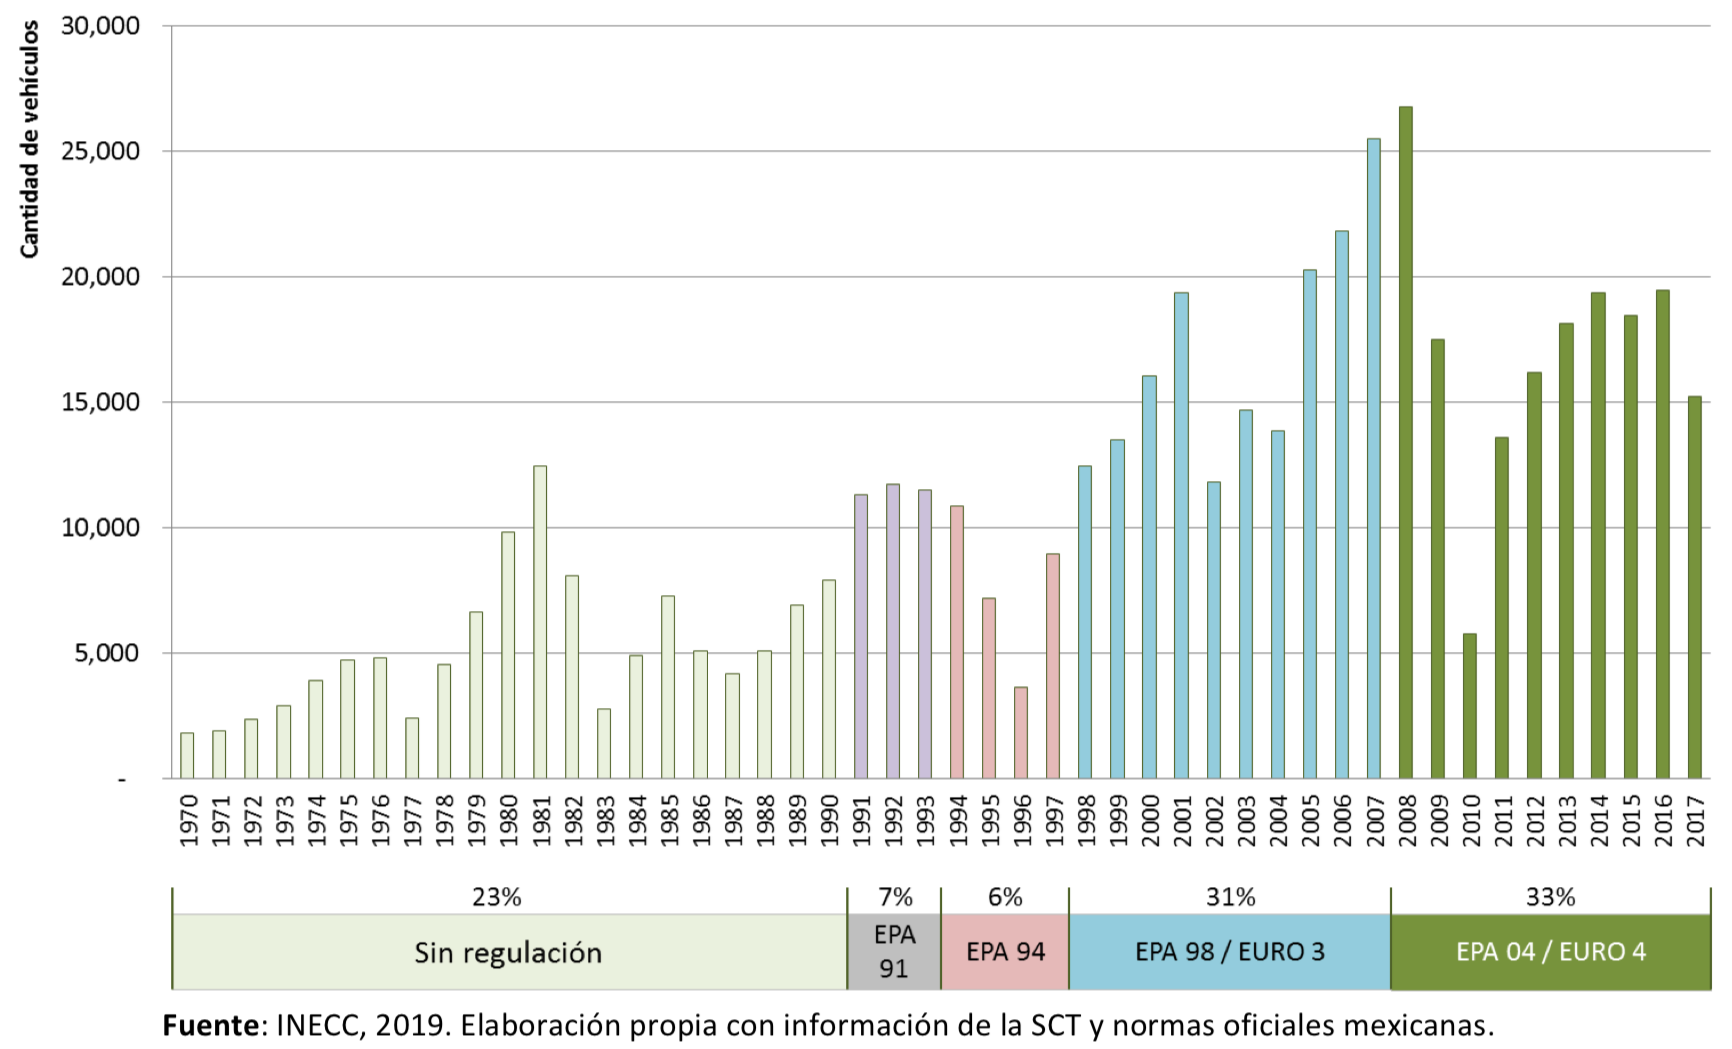 Cantidad de vehículos
30,000
25,000
20,000
15,000
10,000
5,000
-
1970 1971 1972 1973 1974 1975 1976 1977 1978 1979 1980 1981 1982 1983 1984 1985 1986 1987 1988 1989 1990 1991 1992 1993 1994 1995 1996 1997 1998 1999 2000 2001 2002 2003 2004 2005 2006 2007 2008 2009 2010 2011 2012 2013 2014 2015 2016 2017
23% 7% 6% 31% 33%
Sin regulación
EPA
91
EPA 94
EPA 98 / EURO 3
EPA 04 / EURO 4
Fuente: INECC, 2019. Elaboración propia con información de la SCT y normas oficiales mexicanas.